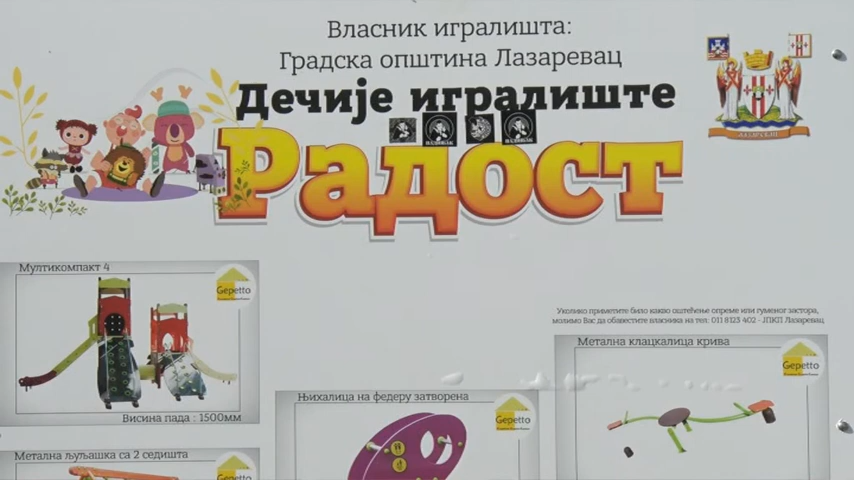 Власник игралишта:
Градска општина Лазаревац
Дечије игралиште
Радост
Мултикомпакт 4
Gepetto
Висина пада : 1500мм
Уколико приметите било какво оштећење опреме или гуменог застора,
молимо Вас да обавестите власника на тел: 011 8123 402 - ЈПКП Лазаревац
Метална клацкалица крива
Gepetto
Њихалица на федеру затворена
Gepetto
Метална љуљашка са 2 седишта
Gepetto